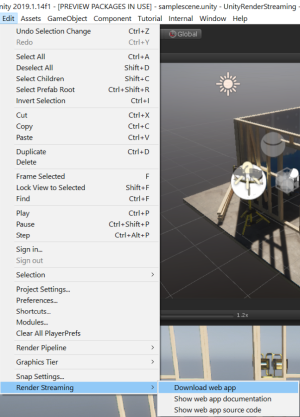 nity 2019.1.14f1 - [PREVIEW PACKAGES IN USE] - samplescene.unity - UnityRenderStreaming -
Edit Assets GameObject Component Tutorial Internal Window Help
Undo Selection Change Ctrl+Z
Redo Ctrl+Y
Global
Select All Ctrl+A
Deselect All Shift+D
Select Children Shift+C
Select Prefab Root Ctrl+Shift+R
Invert Selection Ctrl+I
Cut Ctrl+X
Copy Ctrl+C
Paste Ctrl+V
Duplicate Ctrl+D
Delete
Frame Selected F
Lock View to Selected Shift+F
Find Ctrl+F
Play Ctrl+P
Pause Ctrl+Shift+P
Step Ctrl+Alt+P
Sign in...
Sign out
Selection
Project Settings...
Preferences...
Shortcuts...
Modules...
Clear All PlayerPrefs
1.2x
Render Pipeline
Graphics Tier
Snap Settings...
Render Streaming
Download web app
Show web app documentation
Show web app source code